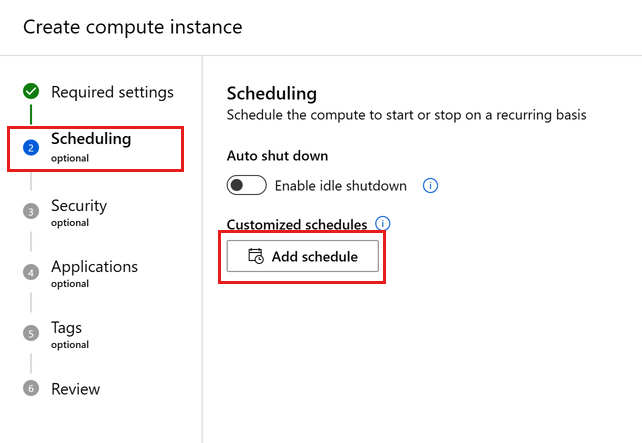 Create compute instance
Required settings
2
Scheduling
optional
3
Security
optional
4
Applications
optional
5
Tags
optional
6
Review
Scheduling
Schedule the compute to start or stop on a recurring basis
Auto shut down
Enable idle shutdown
Customized schedules
Add schedule